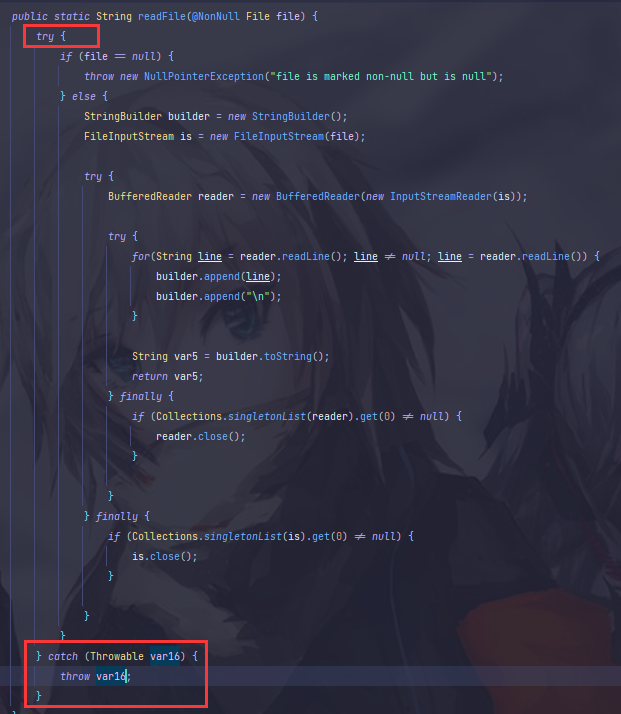 public static String readFile(@NonNull File file) {
try {
if (file == null) {
throw new NullPointerException("file is marked non-null but is null");
} else {
StringBuilder builder = new StringBuilder();
FileInputStream is = new FileInputStream(file);
try {
BufferedReader reader = new BufferedReader(new InputStreamReader(is));
try {
for(String line = reader.readLine(); line ≠ null; line = reader.readLine()) {
builder.append(line);
builder.append("\n");
}
String var5 = builder.toString();
return var5;
} finally {
if (Collections.singletonList(reader).get(0) ≠ null) {
reader.close();
}
}
} finally {
if (Collections.singletonList(is).get(0) ≠ null) {
is.close();
}
}
}
} catch (Throwable var16) {
throw var16;
}
}